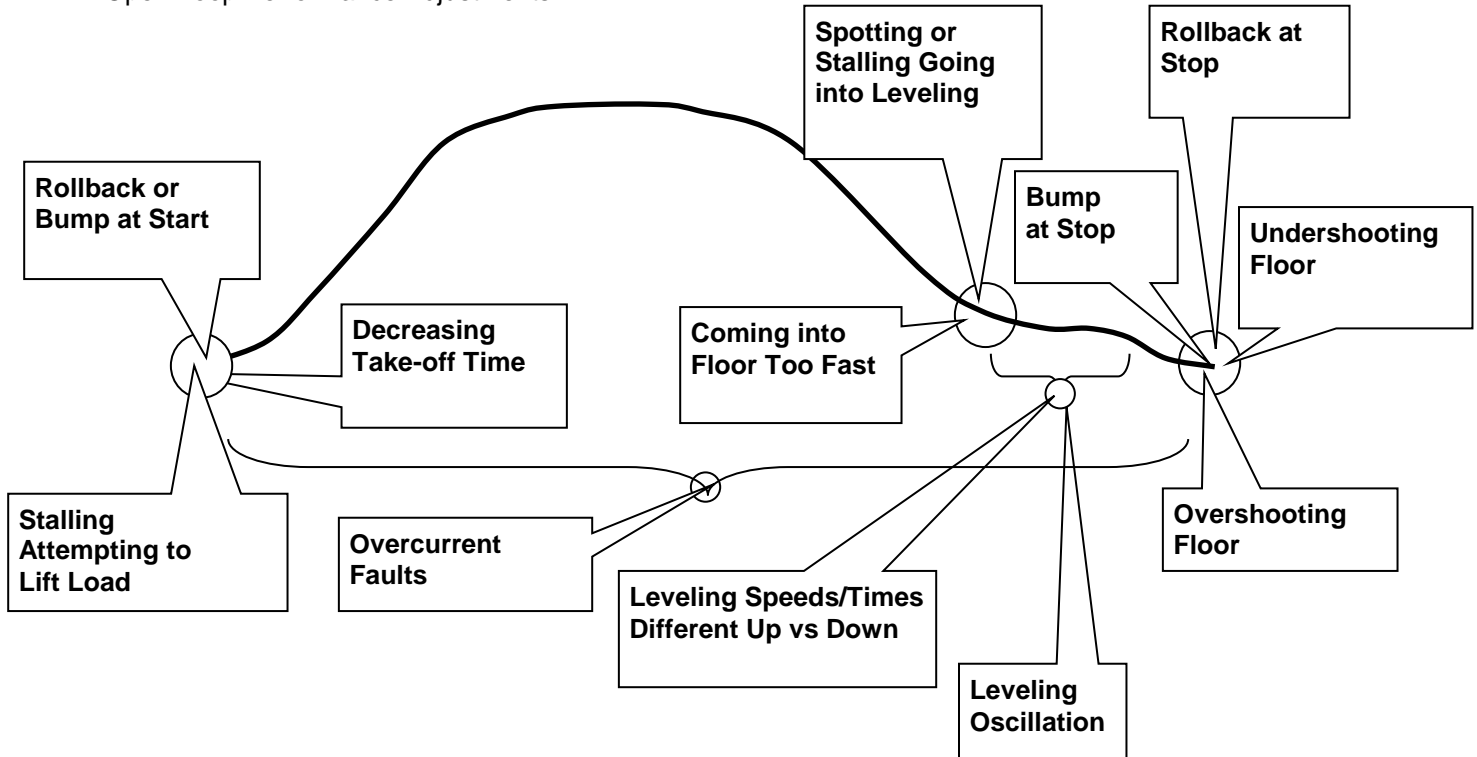 Spotting or
Stalling Going
into Leveling
Rollback at
Stop
Rollback or
Bump at Start
Bump
at Stop
Undershooting
Floor
Decreasing
Take-off Time
Coming into
Floor Too Fast
Stalling
Attempting to
Lift Load
Overcurrent
Faults
Overshooting
Floor
Leveling Speeds/Times
Different Up vs Down
Leveling
Oscillation